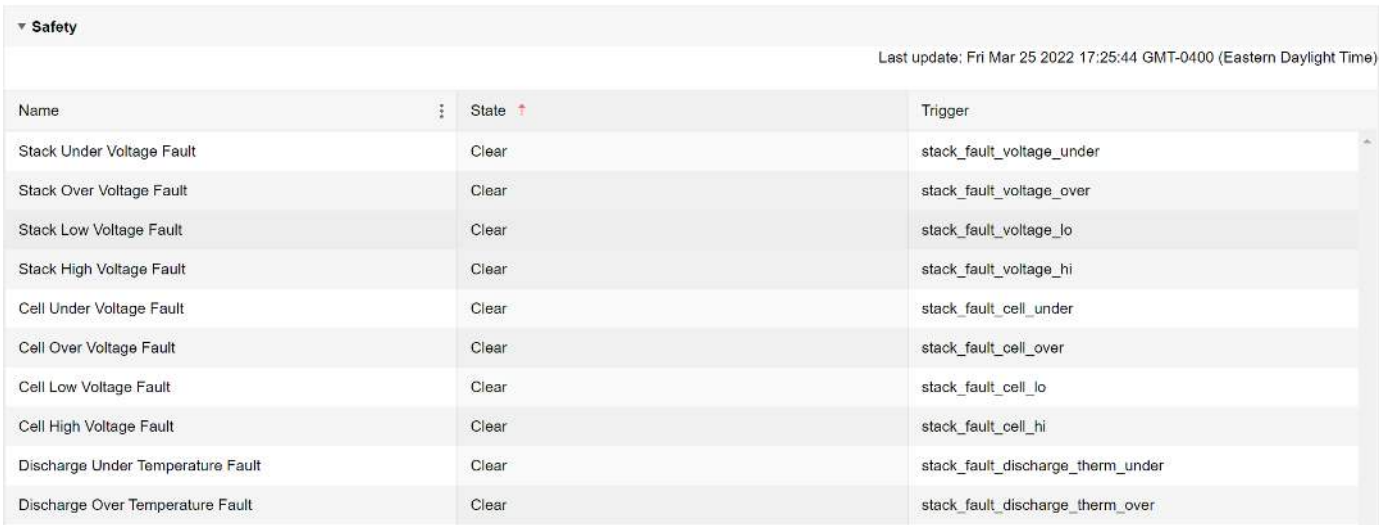 Safety
Last update: Fri Mar 25 2022 17:25:44 GMT-0400 (Eastern Daylight Time)
Name State Trigger
Stack Under Voltage Fault Clear stack_fault_voltage_under
Stack Over Voltage Fault Clear stack_fault_voltage_over
Stack Low Voltage Fault Clear stack_fault_voltage_lo
Stack High Voltage Fault Clear stack_fault_voltage_hi
Cell Under Voltage Fault Clear stack_fault_cell_under
Cell Over Voltage Fault Clear stack_fault_cell_over
Cell Low Voltage Fault Clear stack_fault_cell_lo
Cell High Voltage Fault Clear stack_fault_cell_hi
Discharge Under Temperature Fault Clear stack_fault_discharge_therm_under
Discharge Over Temperature Fault Clear stack_fault_discharge_therm_over